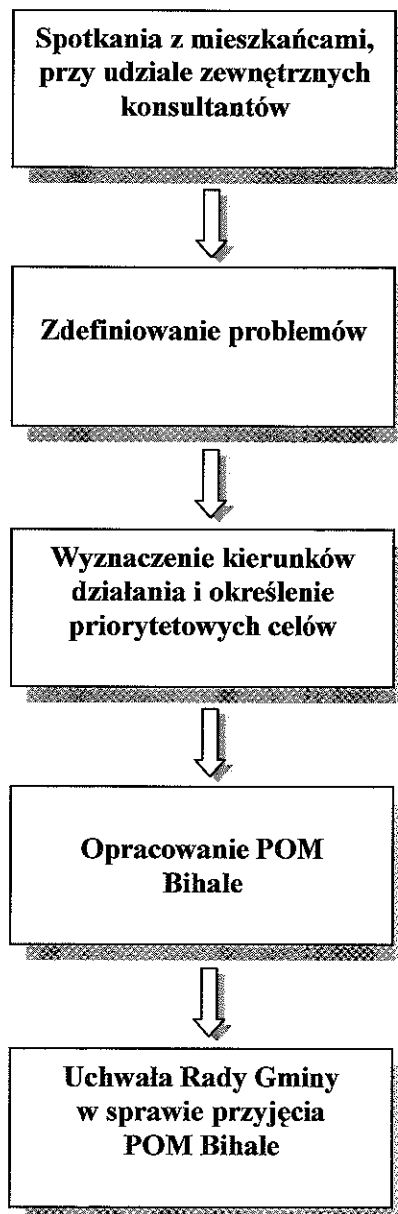 Spotkania z mieszkańcami,
przy udziale zewnętrznych
konsultantów
Zdefiniowanie problemów
Wyznaczenie kierunków
działania i określenie
priorytetowych celów
Opracowanie POM
Bihale
Uchwała Rady Gminy
w sprawie przyjęcia
POM Bihale